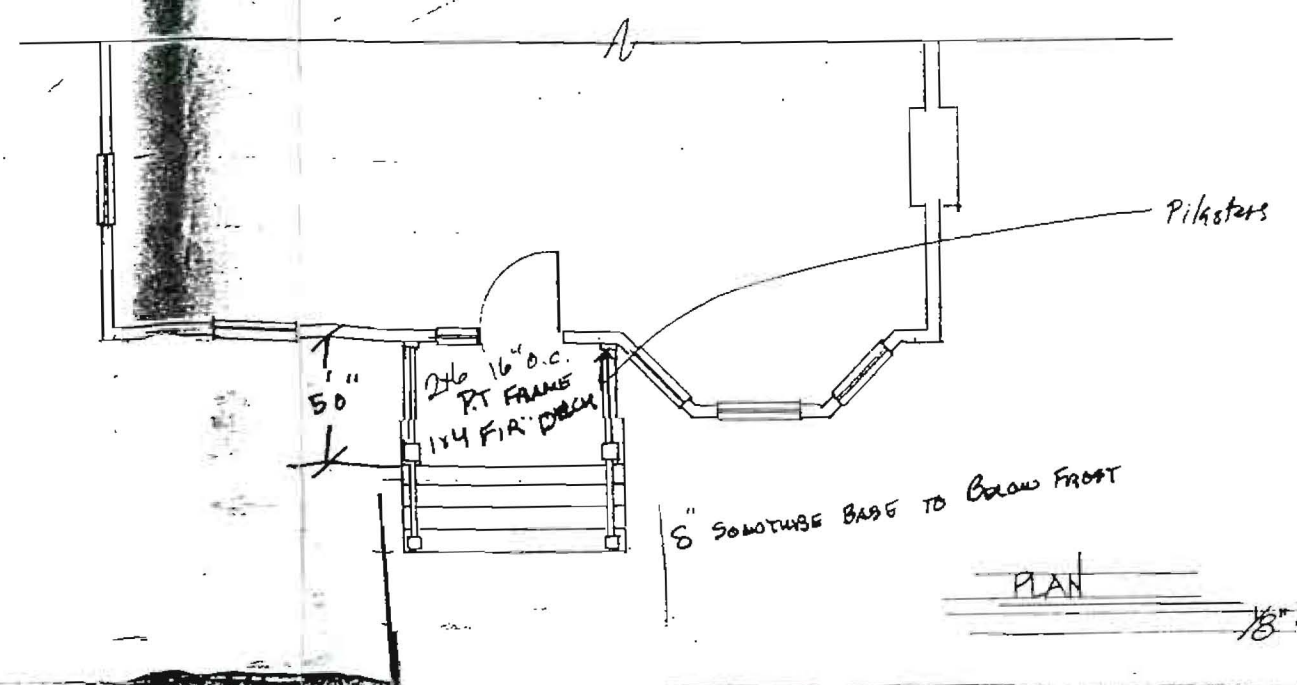 Pilasters
2x6 16" O.C.
P.T FRAME
1x4 FIR DECK
50"
8" SONOTUBE BASE TO BELOW FROST
PLAN
1/8"